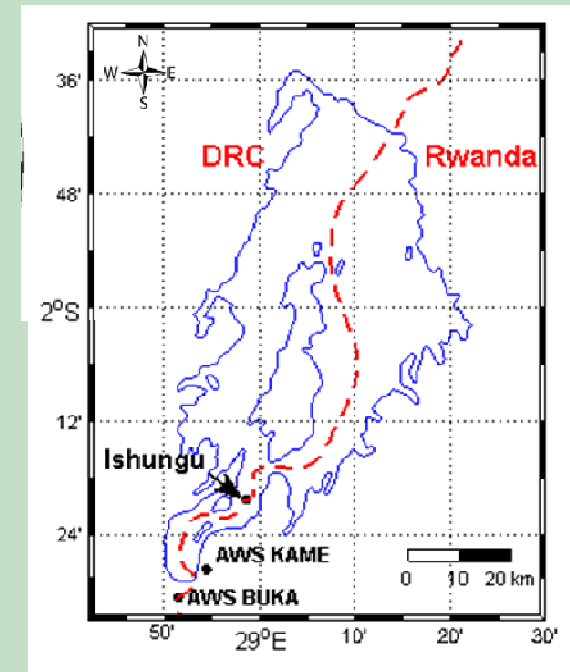 N
W E
S
36'
DRC Rwanda
48'
2°S
12'
Ishungu
24'
AWS KAME
0 10 20 km
AWS BUKA
50' 29°E 10' 20' 30'